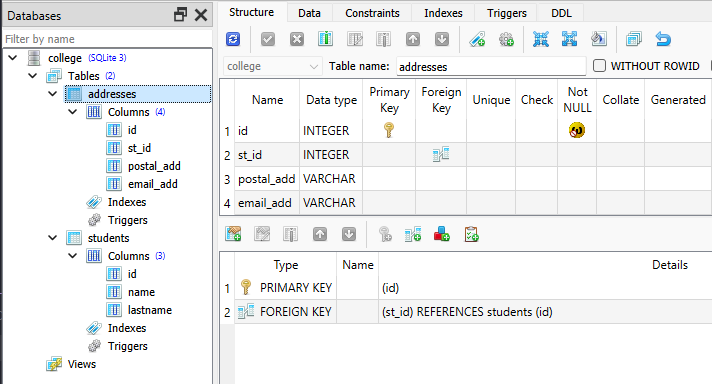 Databases
Filter by name
college (SQLite 3)
Tables (2)
addresses
Columns (4)
id
st_id
postal_add
email_add
Indexes
Triggers
students
Columns (3)
id
name
lastname
Indexes
Triggers
Views
Structure Data Constraints Indexes Triggers DDL
college Table name: addresses WITHOUT ROWID
Name Data type Primary Key Foreign Key Unique Check Not NULL Collate Generated
1 id INTEGER
2 st_id INTEGER
3 postal_add VARCHAR
4 email_add VARCHAR
Type Name Details
1 PRIMARY KEY (id)
2 FOREIGN KEY (st_id) REFERENCES students (id)